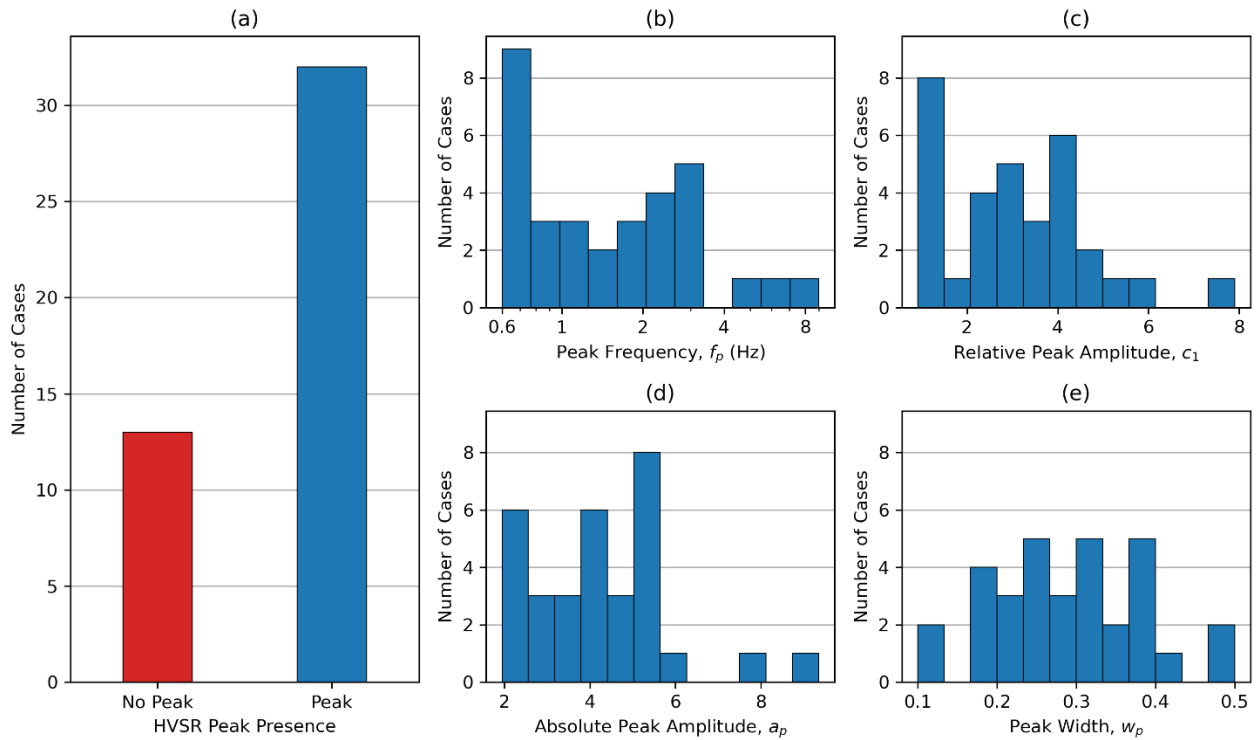 (a)
Number of Cases
30
25
20
15
10
5
0
No Peak Peak
HVSR Peak Presence
(b)
Number of Cases
8
6
4
2
0
0.6 1 2 4 8
Peak Frequency, fₚ (Hz)
(c)
Number of Cases
8
6
4
2
0
2 4 6 8
Relative Peak Amplitude, c₁
(d)
Number of Cases
8
6
4
2
0
2 4 6 8
Absolute Peak Amplitude, aₚ
(e)
Number of Cases
8
6
4
2
0
0.1 0.2 0.3 0.4 0.5
Peak Width, wₚ